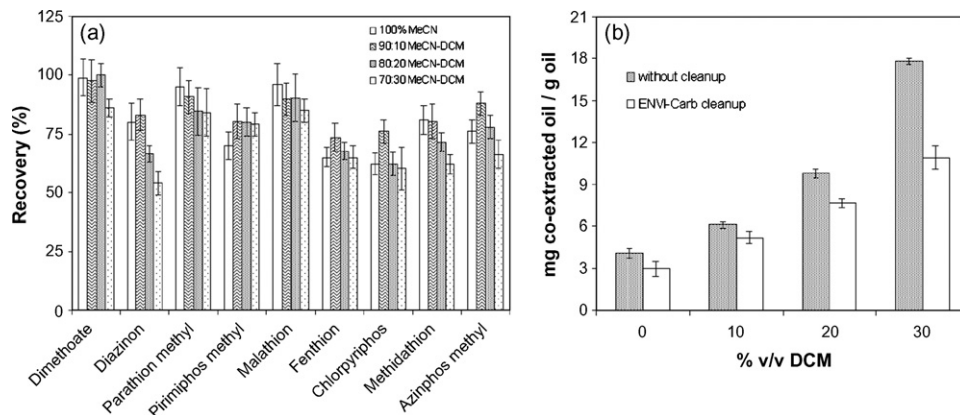 (a)
125
100
75
50
25
0
Recovery (%)
100% MeCN
90:10 MeCN-DCM
80:20 MeCN-DCM
70:30 MeCN-DCM
Dimethoate
Diazinon
Parathion methyl
Pirimiphos methyl
Malathion
Fenthion
Chlorpyriphos
Methidathion
Azinphos methyl
(b)
21
18
15
12
9
6
3
0
mg co-extracted oil / g oil
without cleanup
ENVI-Carb cleanup
0 10 20 30
% v/v DCM